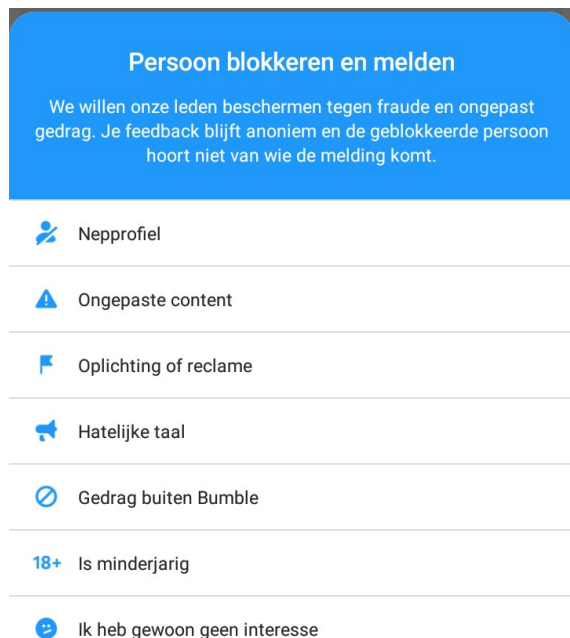 Persoon blokkeren en melden
We willen onze leden beschermen tegen fraude en ongepast
gedrag. Je feedback blijft anoniem en de geblokkeerde persoon
hoort niet van wie de melding komt.
Nepprofiel
Ongepaste content
Oplichting of reclame
Hatelijke taal
Gedrag buiten Bumble
18+ Is minderjarig
Ik heb gewoon geen interesse